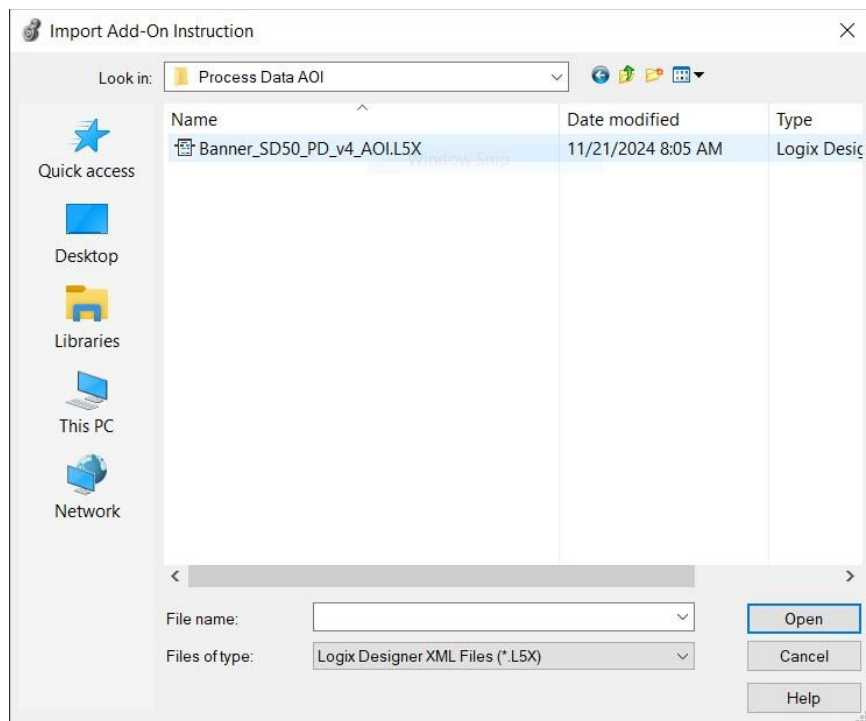 Import Add-On Instruction
Look in: Process Data AOI
Name Date modified Type
Banner_SD50_PD_v4_AOI.L5X 11/21/2024 8:05 AM Logix Desig
Window Snip
Quick access
Desktop
Libraries
This PC
Network
File name: Open
Files of type: Logix Designer XML Files (*.L5X) Cancel
Help